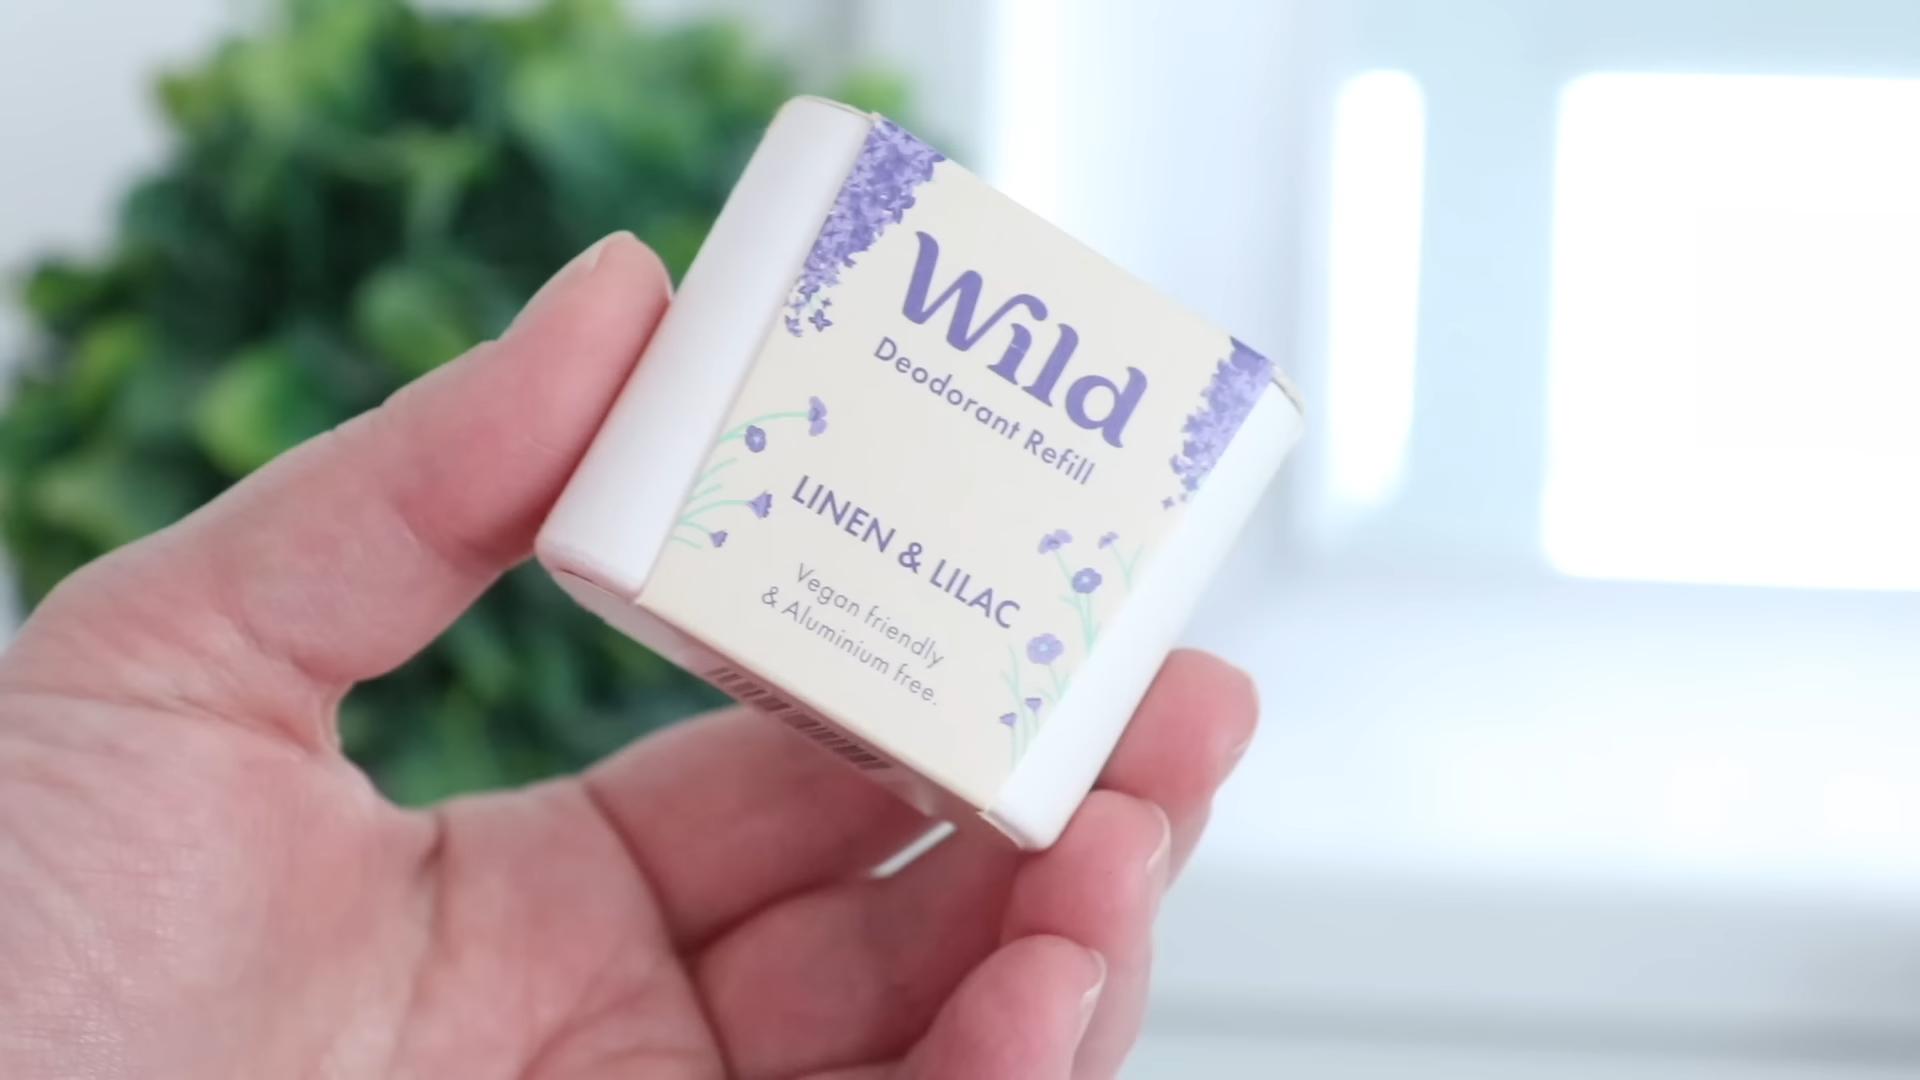 Wild
Deodorant Refill
LINEN & LILAC
Vegan friendly
& Aluminium free.